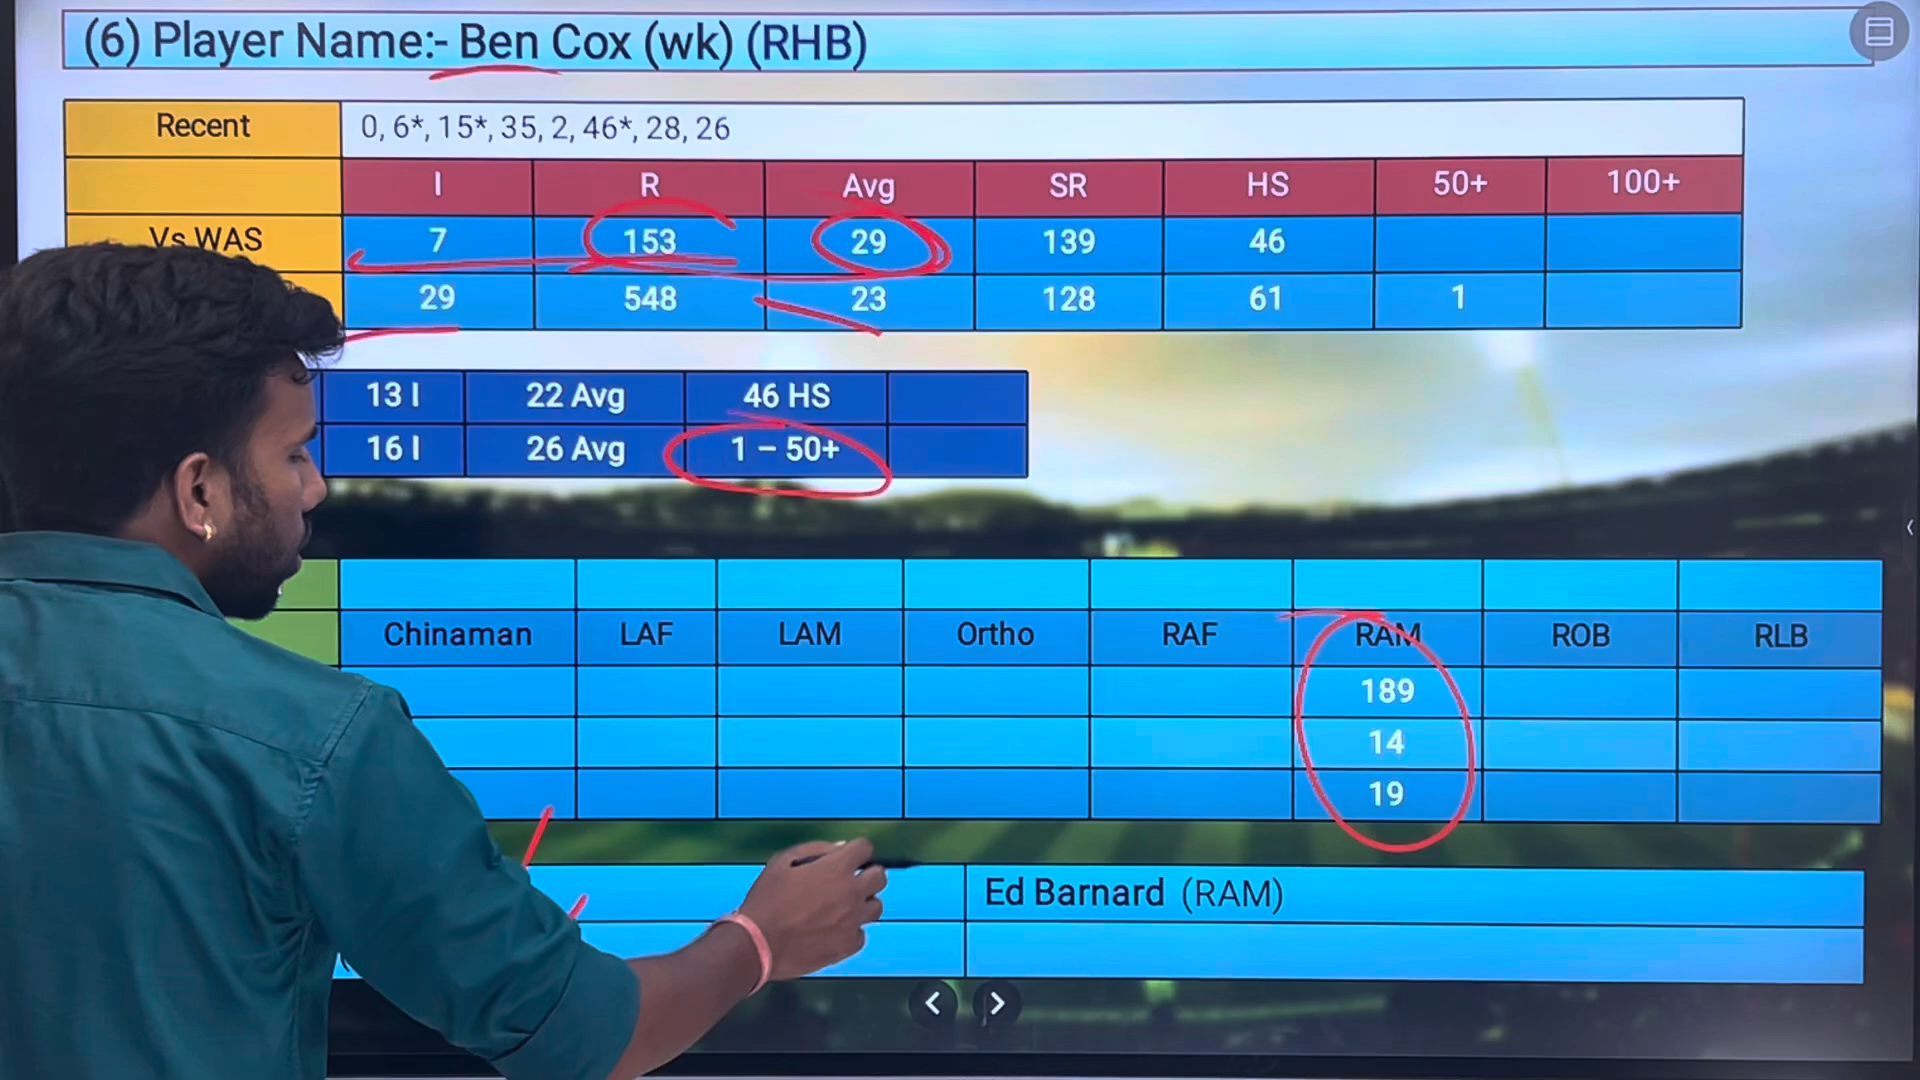 (6) Player Name:- Ben Cox (wk) (RHB)
Recent 0, 6*, 15*, 35, 2, 46*, 28, 26
I R Avg SR HS 50+ 100+
Vs WAS 7 153 29 139 46
29 548 23 128 61 1
13 I 22 Avg 46 HS
16 I 26 Avg 1 – 50+
Chinaman LAF LAM Ortho RAF RAM ROB RLB
189
14
19
Ed Barnard (RAM)